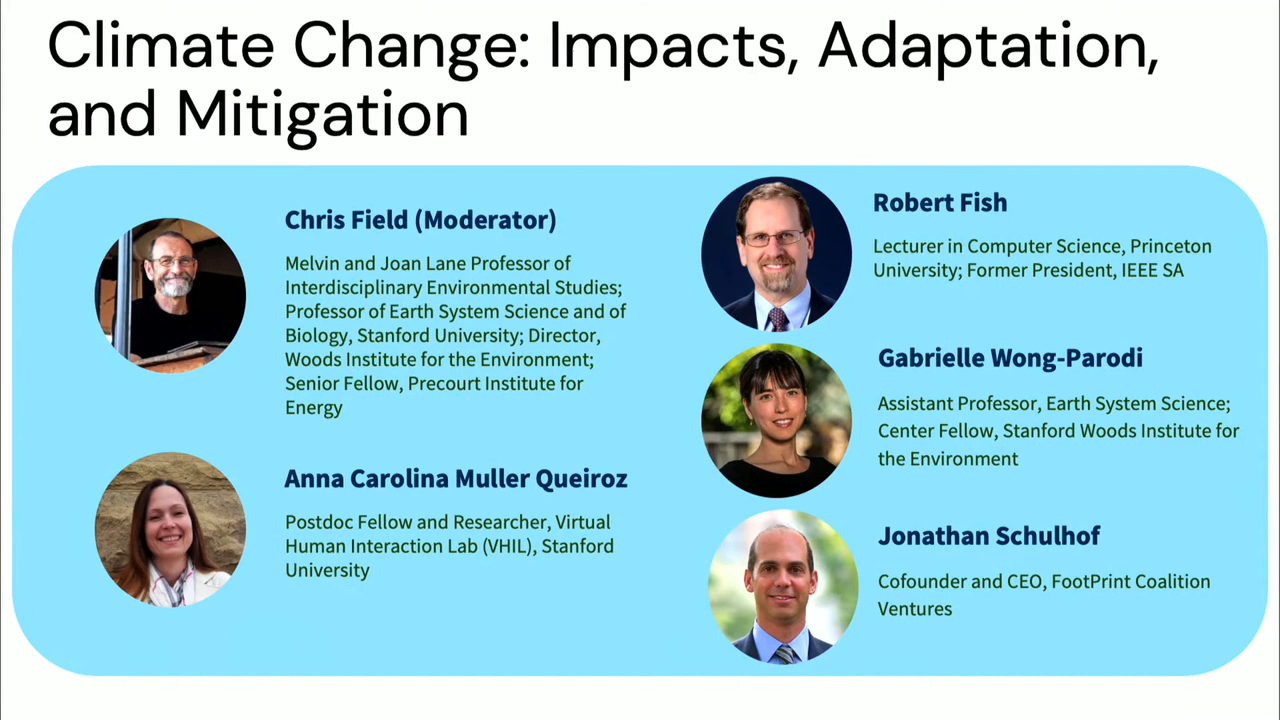 Climate Change: Impacts, Adaptation,
and Mitigation
Chris Field (Moderator)
Melvin and Joan Lane Professor of
Interdisciplinary Environmental Studies;
Professor of Earth System Science and of
Biology, Stanford University; Director,
Woods Institute for the Environment;
Senior Fellow, Precourt Institute for
Energy
Anna Carolina Muller Queiroz
Postdoc Fellow and Researcher, Virtual
Human Interaction Lab (VHIL), Stanford
University
Robert Fish
Lecturer in Computer Science, Princeton
University; Former President, IEEE SA
Gabrielle Wong-Parodi
Assistant Professor, Earth System Science;
Center Fellow, Stanford Woods Institute for
the Environment
Jonathan Schulhof
Cofounder and CEO, FootPrint Coalition
Ventures